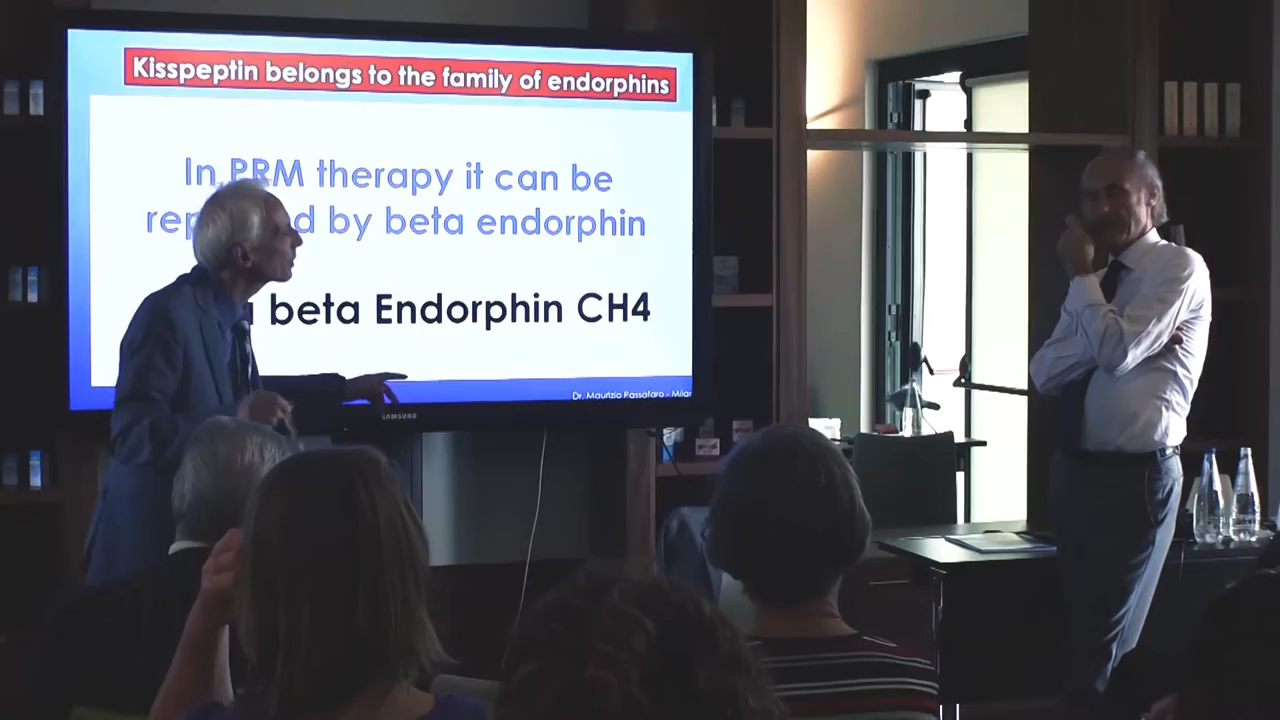 Kisspeptin belongs to the family of endorphins
In PRM therapy it can be
by beta endorphin
beta Endorphin CH4
Dr. Maurizio Passafaro - Milan
SAMSUNG